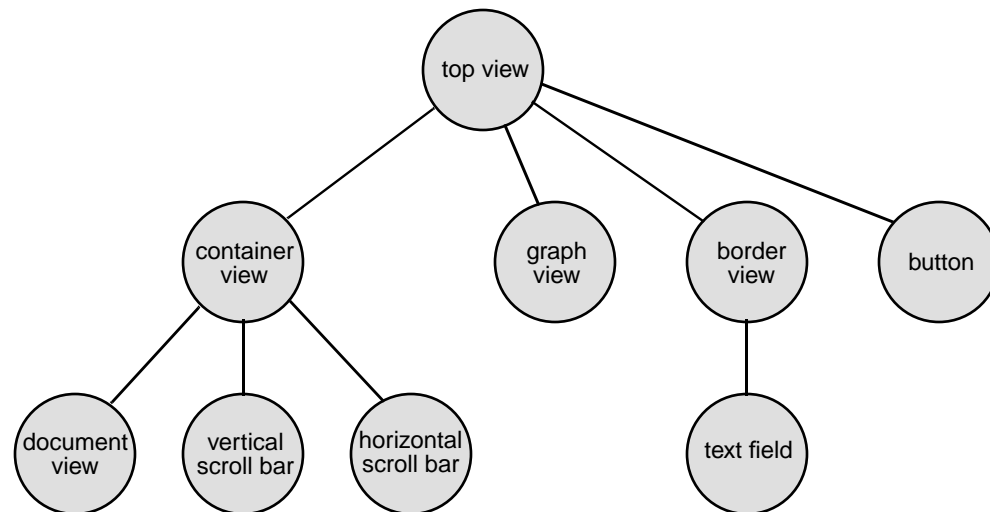 top view
container
view
graph
view
border
view
button
document
view
vertical
scroll bar
horizontal
scroll bar
text field